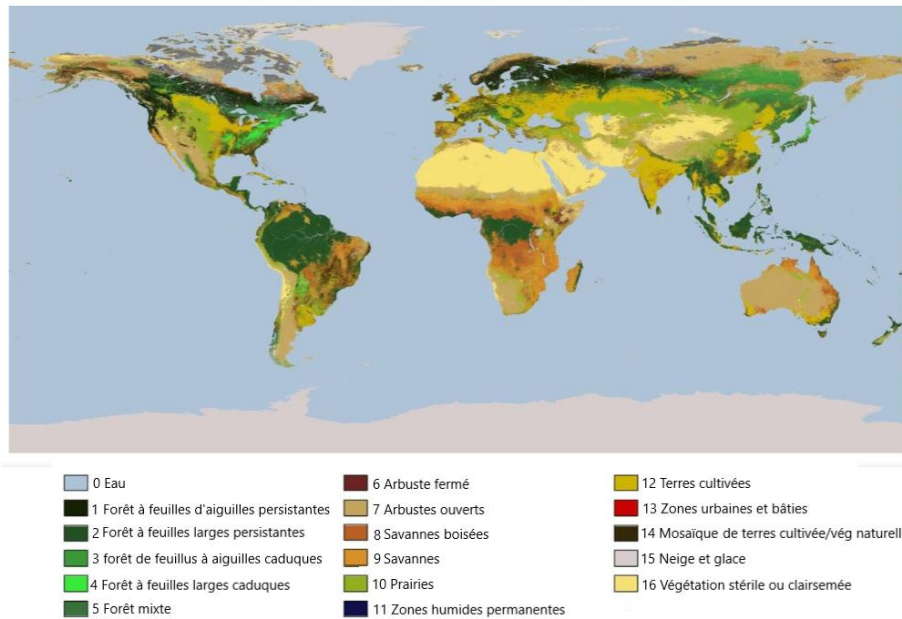 0 Eau
1 Forêt à feuilles d'aiguilles persistantes
2 Forêt à feuilles larges persistantes
3 forêt de feuillus à aiguilles caduques
4 Forêt à feuilles larges caduques
5 Forêt mixte
6 Arbuste fermé
7 Arbustes ouverts
8 Savannes boisées
9 Savannes
10 Prairies
11 Zones humides permanentes
12 Terres cultivées
13 Zones urbaines et bâties
14 Mosaïque de terres cultivée/vég naturell
15 Neige et glace
16 Végétation stérile ou clairsemée